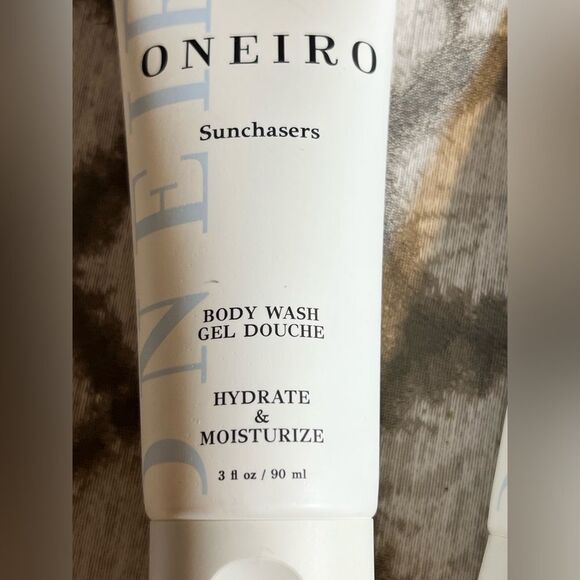 ONEIRO
Sunchasers
BODY WASH
GEL DOUCHE
HYDRATE
&
MOISTURIZE
3 fl oz / 90 ml